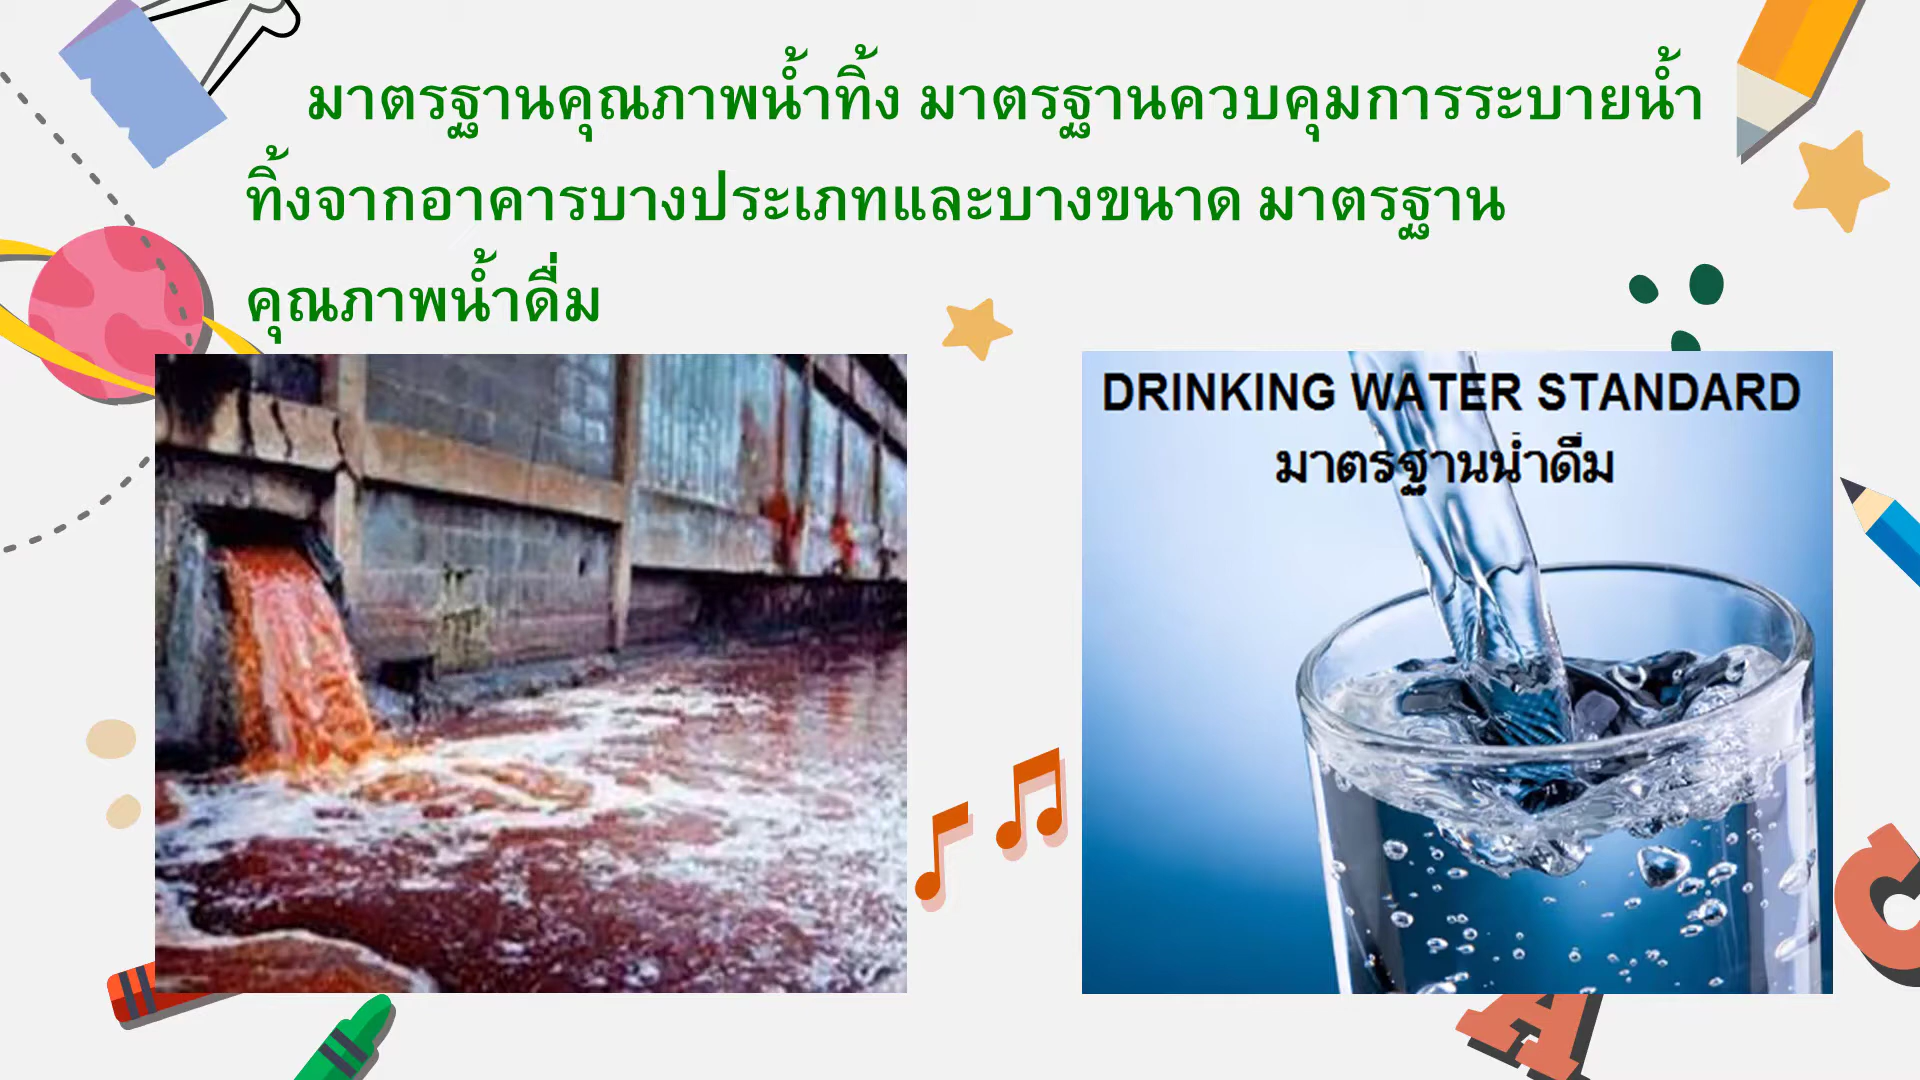 มาตรฐานคุณภาพน้ำทิ้ง มาตรฐานควบคุมการระบายน้ำ
ทิ้งจากอาคารบางประเภทและบางขนาด มาตรฐาน
คุณภาพน้ำดื่ม
DRINKING WATER STANDARD
มาตรฐานน้ำดื่ม
C
A